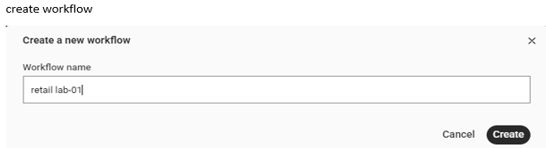 create workflow
Create a new workflow
Workflow name
retail lab-01
Cancel Create